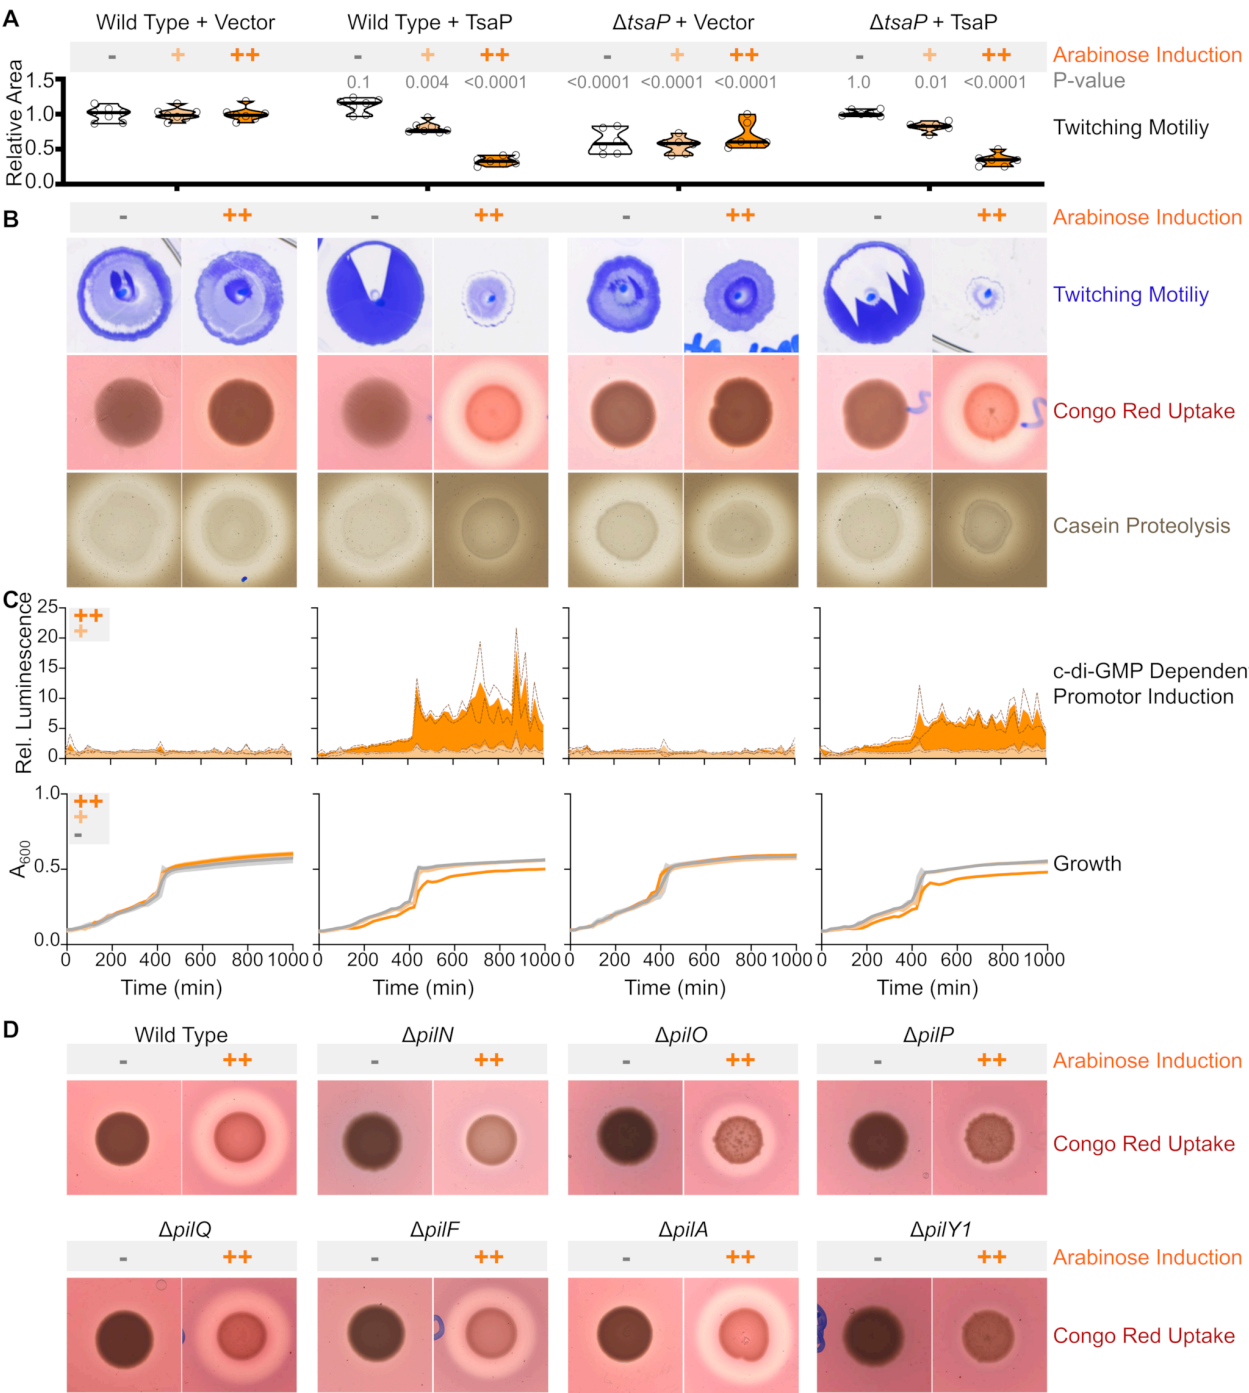 A
Wild Type + Vector Wild Type + TsaP ΔtsaP + Vector ΔtsaP + TsaP
- + ++ - + ++ - + ++ - + ++ Arabinose Induction
0.1 0.004 <0.0001 <0.0001 <0.0001 <0.0001 1.0 0.01 <0.0001 P-value
Relative Area
1.5
1.0
0.5
0.0
Twitching Motiliy
B
- ++ - ++ - ++ - ++ Arabinose Induction
Twitching Motiliy
Congo Red Uptake
Casein Proteolysis
C
Rel. Luminescence
25
20
15
10
5
0
++
+
c-di-GMP Dependen
Promotor Induction
A600
1.0
0.5
0.0
++
+
-
Growth
0 200 400 600 800 1000 0 200 400 600 800 1000 0 200 400 600 800 1000 0 200 400 600 800 1000
Time (min) Time (min) Time (min) Time (min)
D
Wild Type ΔpilN ΔpilO ΔpilP
- ++ - ++ - ++ - ++ Arabinose Induction
Congo Red Uptake
ΔpilQ ΔpilF ΔpilA ΔpilY1
- ++ - ++ - ++ - ++ Arabinose Induction
Congo Red Uptake